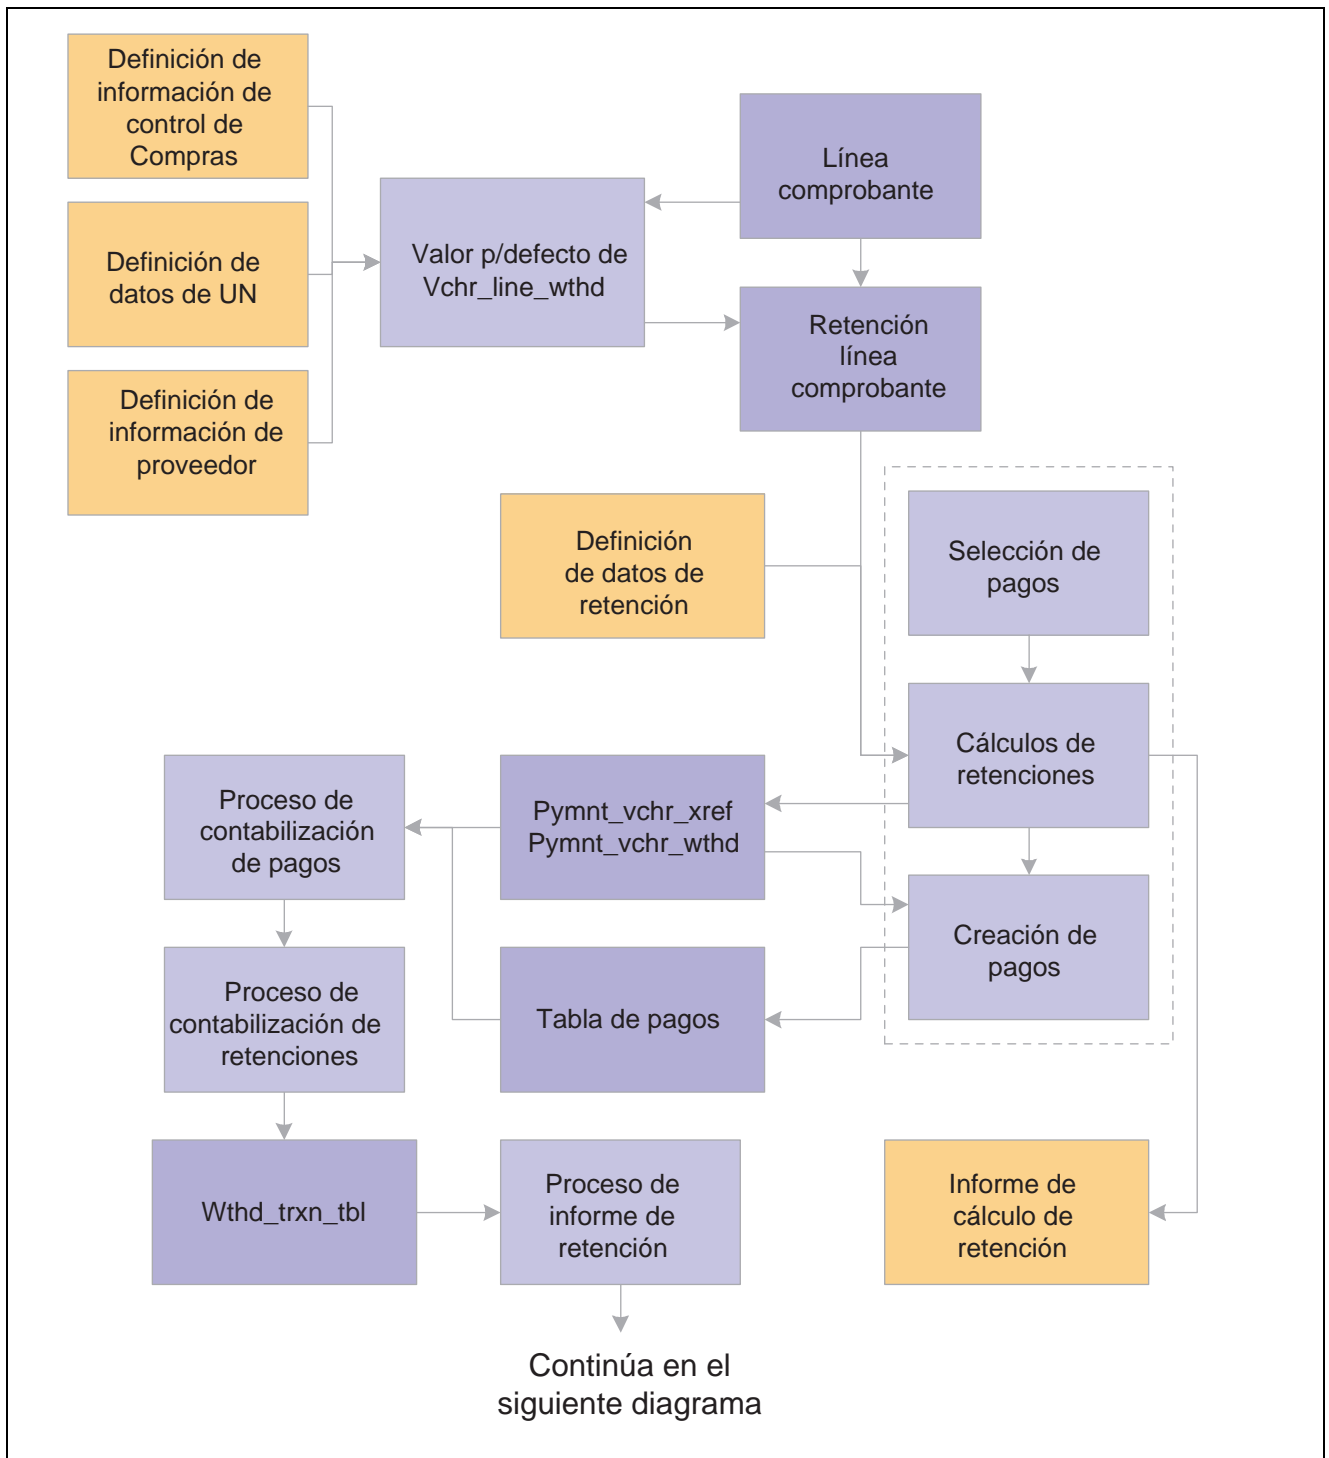 Definición de
información de
control de
Compras
Línea
comprobante
Definición de
datos de UN
Valor p/defecto de
Vchr_line_wthd
Retención
línea
comprobante
Definición de
información de
proveedor
Definición
de datos de
retención
Selección de
pagos
Cálculos de
retenciones
Proceso de
contabilización
de pagos
Pymnt_vchr_xref
Pymnt_vchr_wthd
Creación de
pagos
Proceso de
contabilización de
retenciones
Tabla de pagos
Wthd_trxn_tbl
Proceso de
informe de
retención
Informe de
cálculo de
retención
Continúa en el
siguiente diagrama